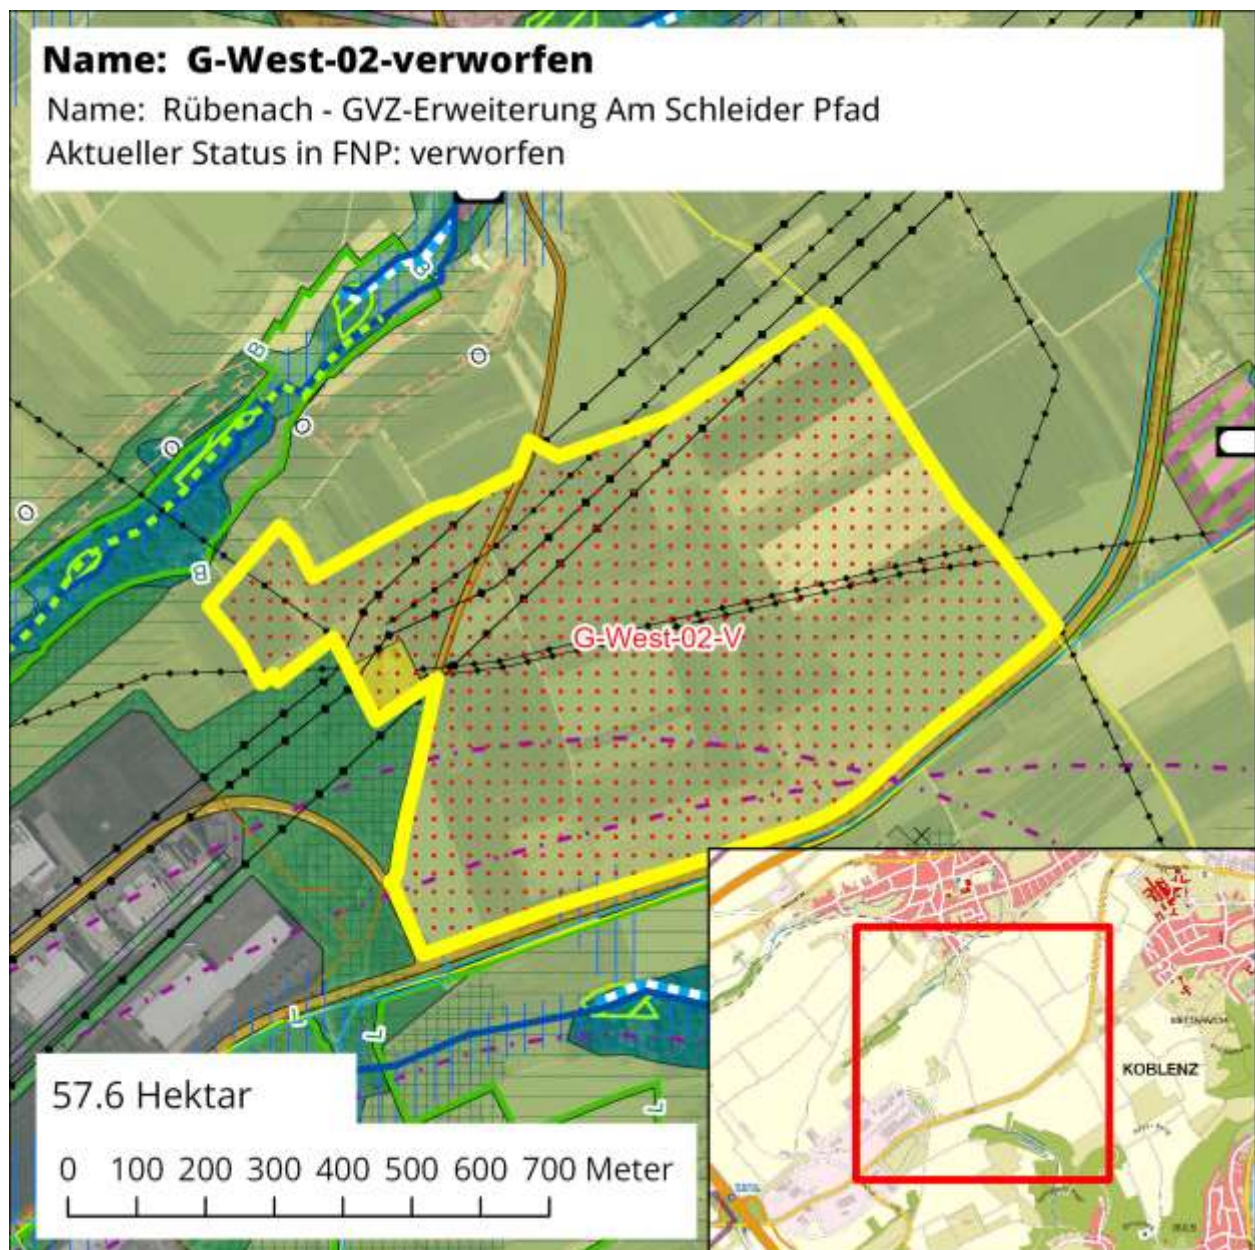 Name: G-West-02-verworfen
Name: Rübenach - GVZ-Erweiterung Am Schleider Pfad
Aktueller Status in FNP: verworfen
B
B
O
O
O
O
B
G-West-02-V
L
L
L
57.6 Hektar
0 100 200 300 400 500 600 700 Meter
KOBLENZ